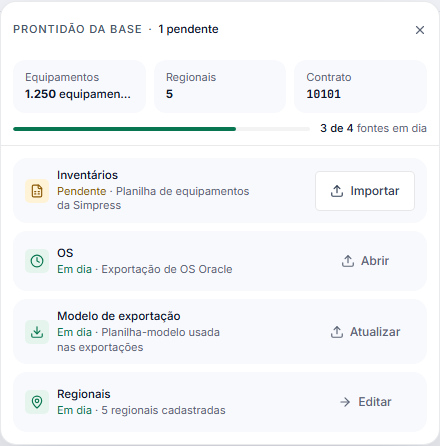 PRONTIDÃO DA BASE · 1 pendente
Equipamentos
1.250 equipamen...
Regionais
5
Contrato
10101
3 de 4 fontes em dia
Inventários
Pendente · Planilha de equipamentos
da Simpress
Importar
OS
Em dia · Exportação de OS Oracle
Abrir
Modelo de exportação
Em dia · Planilha-modelo usada
nas exportações
Atualizar
Regionais
Em dia · 5 regionais cadastradas
Editar